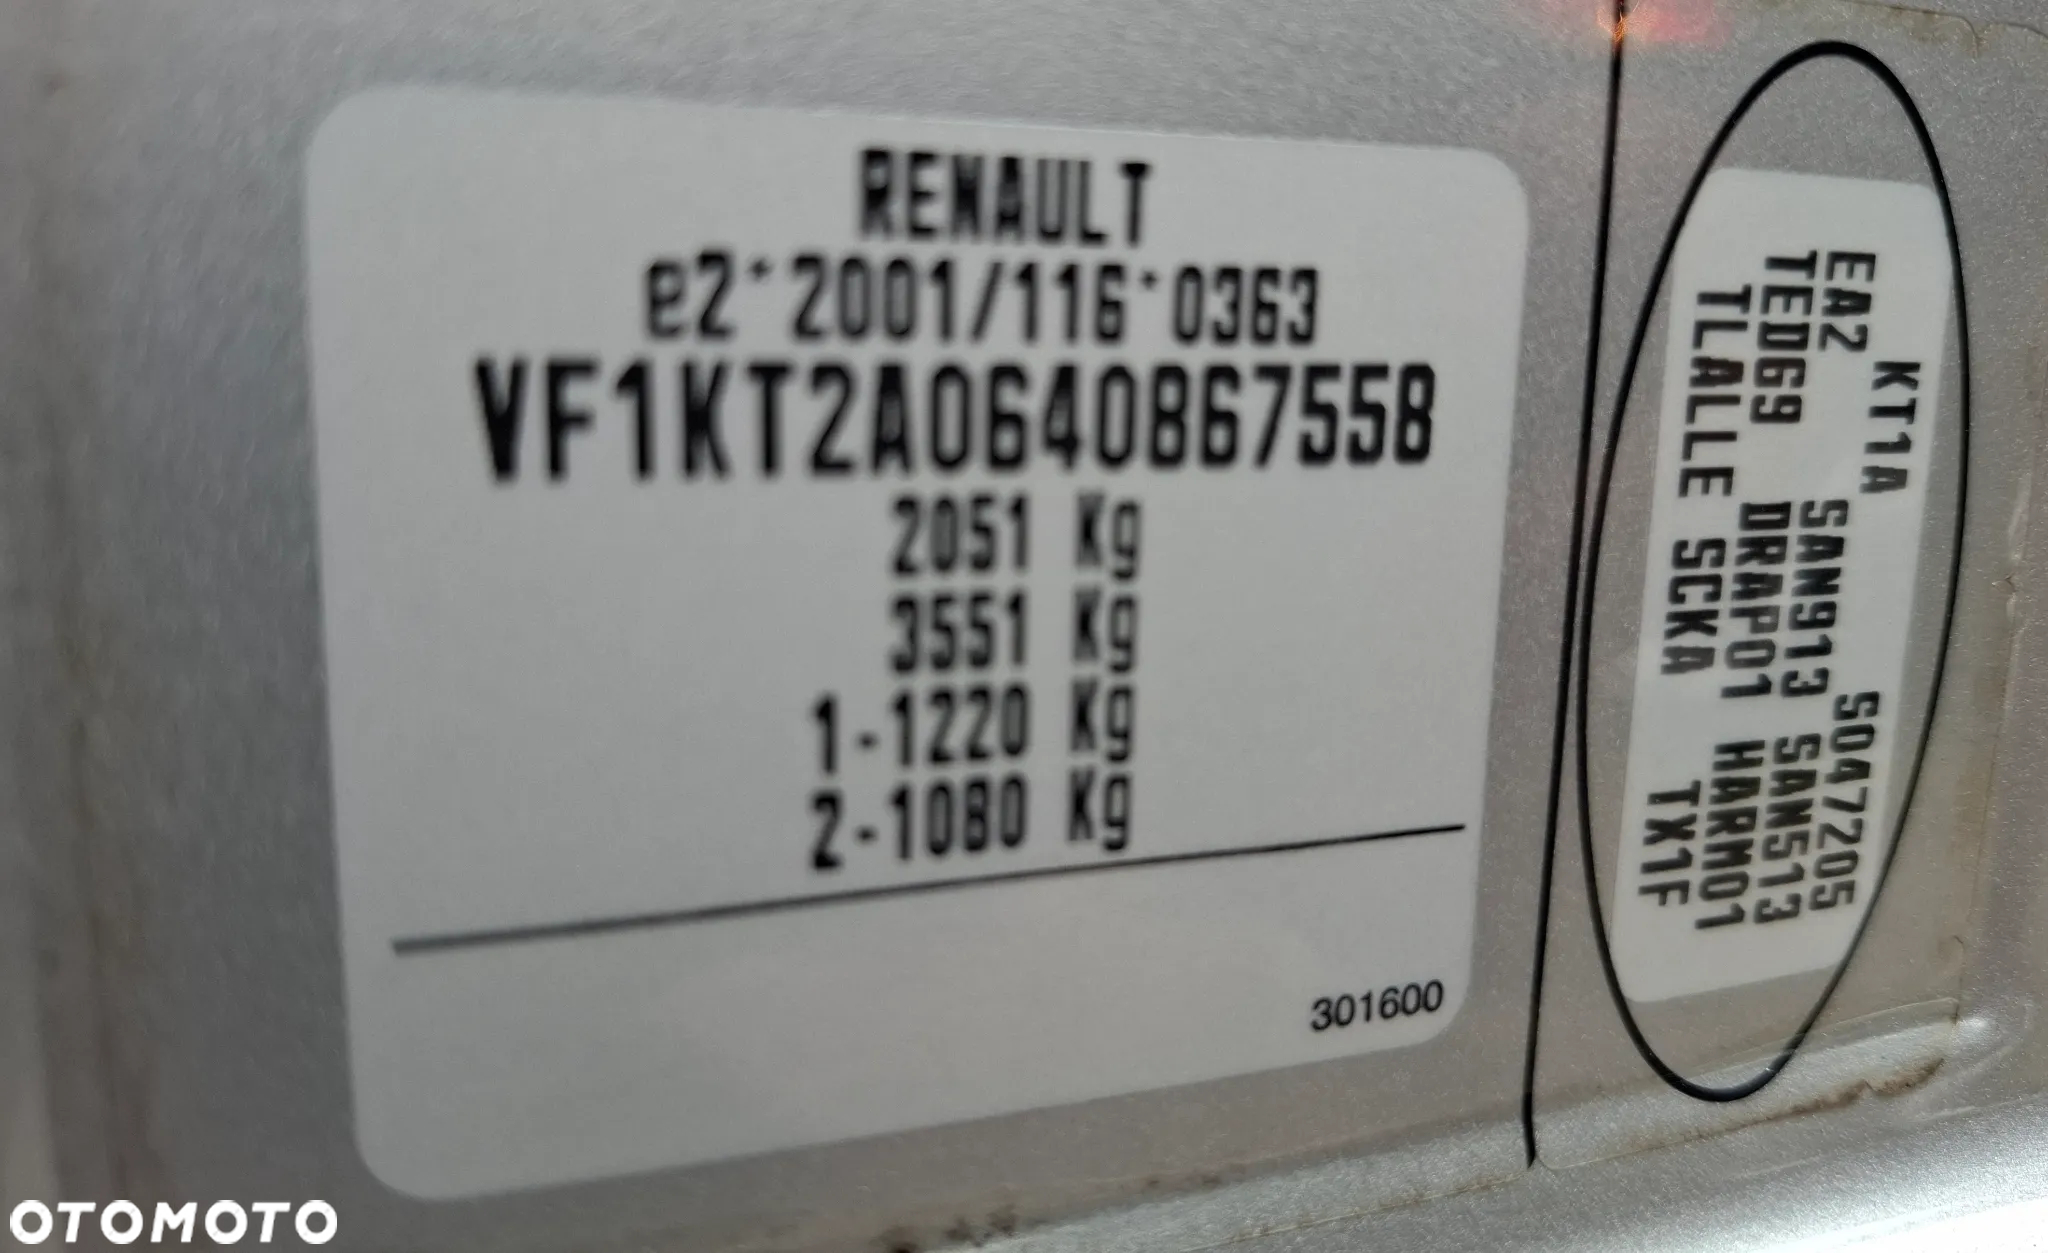 RENAULT
e2*2001/116*0363
VF1KT2A0640867558
2051 Kg
3551 Kg
1-1220 Kg
2-1080 Kg
301600
KT1A S047205
EA2 SAN913 SAN513
TED69 DRAP01 HARM01
TLALLE SCKA TX1F
OTOMOTO